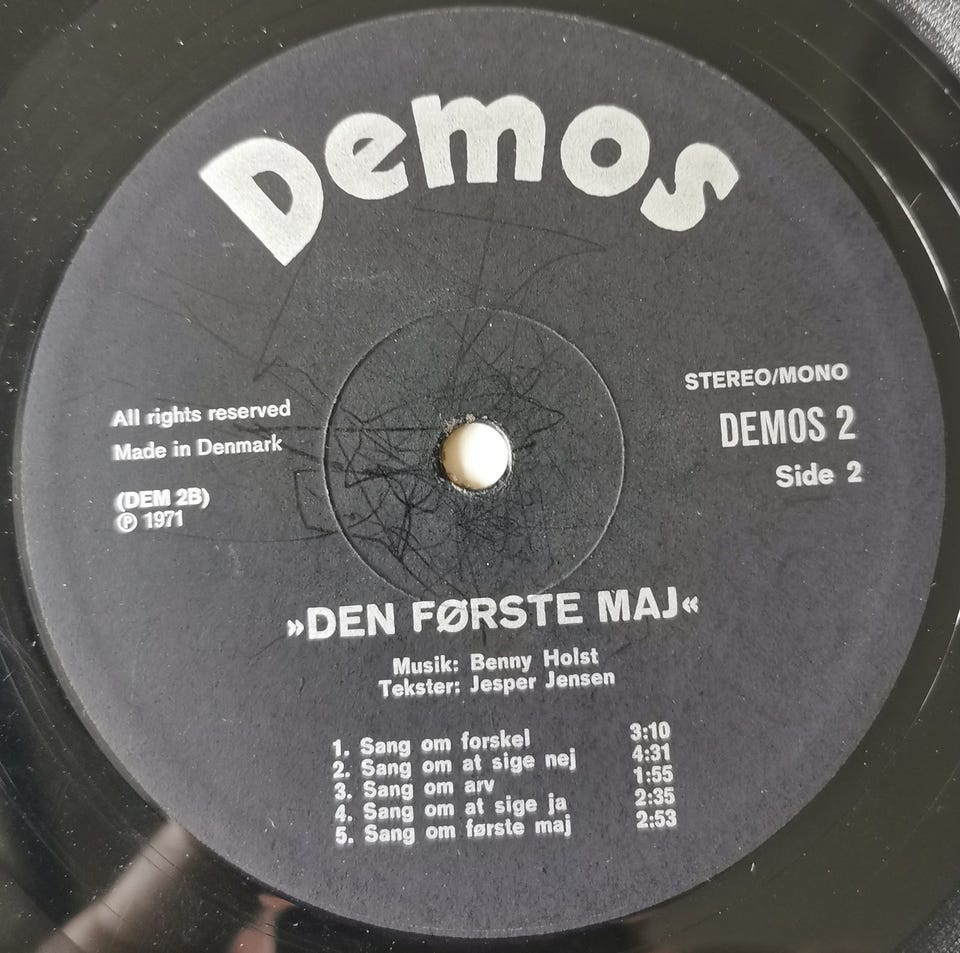 Demos
STEREO/MONO
DEMOS 2
Side 2
All rights reserved
Made in Denmark
(DEM 2B)
℗ 1971
»DEN FØRSTE MAJ«
Musik: Benny Holst
Tekster: Jesper Jensen
1. Sang om forskel 3:10
2. Sang om at sige nej 4:31
3. Sang om arv 1:55
4. Sang om at sige ja 2:35
5. Sang om første maj 2:53